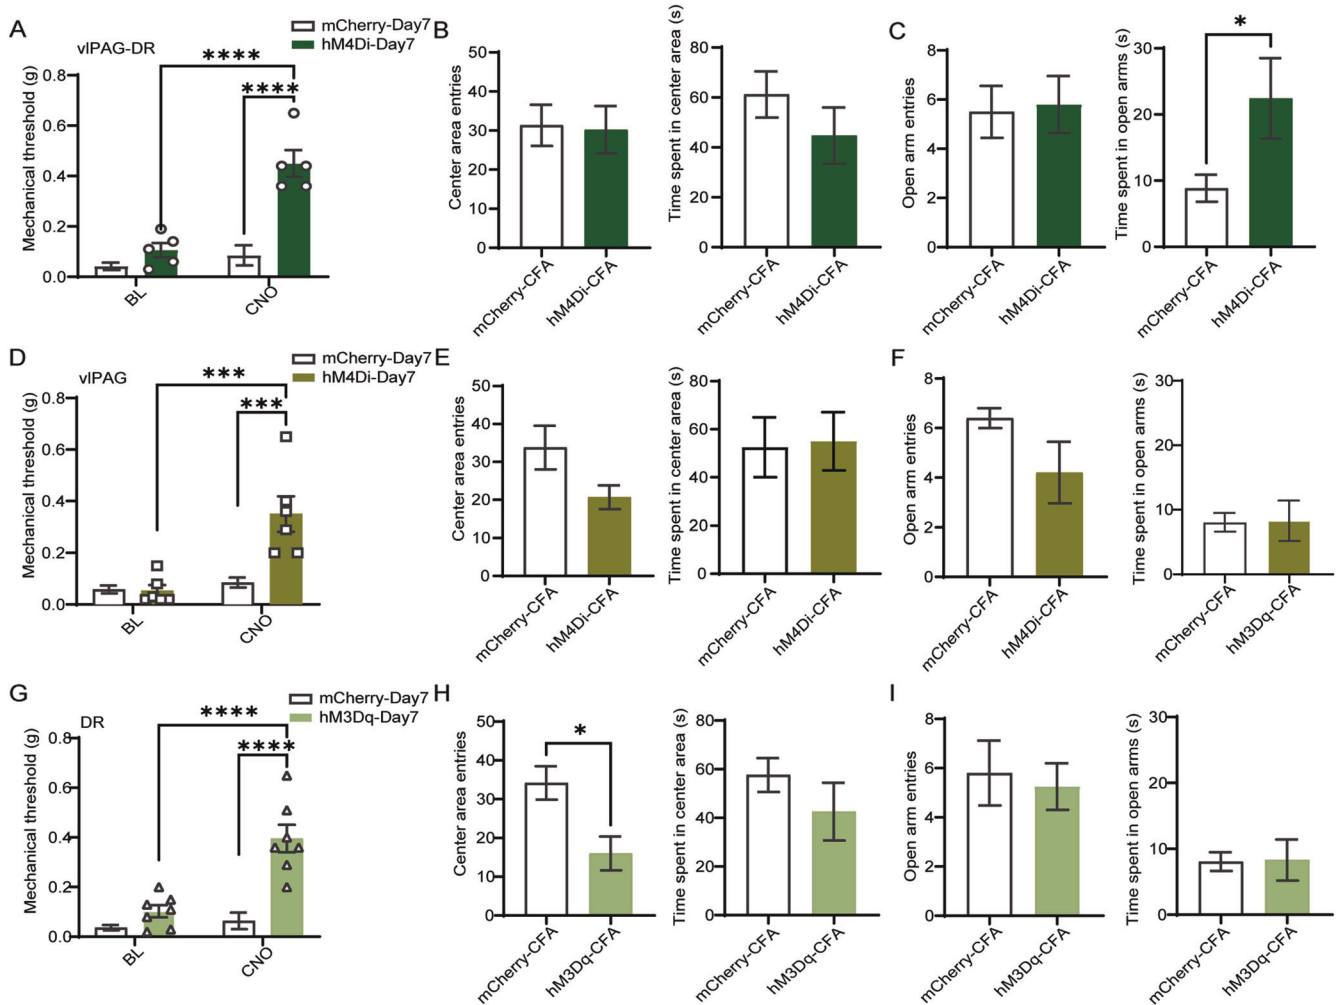 A
vlPAG-DR
mCherry-Day7
hM4Di-Day7
Mechanical threshold (g)
0.8
0.6
0.4
0.2
0.0
****
****
BL
CNO
B
Center area entries
50
40
30
20
10
0
mCherry-CFA
hM4Di-CFA
Time spent in center area (s)
80
60
40
20
0
mCherry-CFA
hM4Di-CFA
C
Open arm entries
8
6
4
2
0
mCherry-CFA
hM4Di-CFA
Time spent in open arms (s)
30
20
10
0
*
mCherry-CFA
hM4Di-CFA
D
vlPAG
mCherry-Day7
hM4Di-Day7
Mechanical threshold (g)
0.8
0.6
0.4
0.2
0.0
***
***
BL
CNO
E
Center area entries
50
40
30
20
10
0
mCherry-CFA
hM4Di-CFA
Time spent in center area (s)
80
60
40
20
0
mCherry-CFA
hM4Di-CFA
F
Open arm entries
8
6
4
2
0
mCherry-CFA
hM4Di-CFA
Time spent in open arms (s)
30
20
10
0
mCherry-CFA
hM3Dq-CFA
G
DR
mCherry-Day7
hM3Dq-Day7
Mechanical threshold (g)
0.8
0.6
0.4
0.2
0.0
****
****
BL
CNO
H
Center area entries
50
40
30
20
10
0
*
mCherry-CFA
hM3Dq-CFA
Time spent in center area (s)
80
60
40
20
0
mCherry-CFA
hM3Dq-CFA
I
Open arm entries
8
6
4
2
0
mCherry-CFA
hM3Dq-CFA
Time spent in open arms (s)
30
20
10
0
mCherry-CFA
hM3Dq-CFA